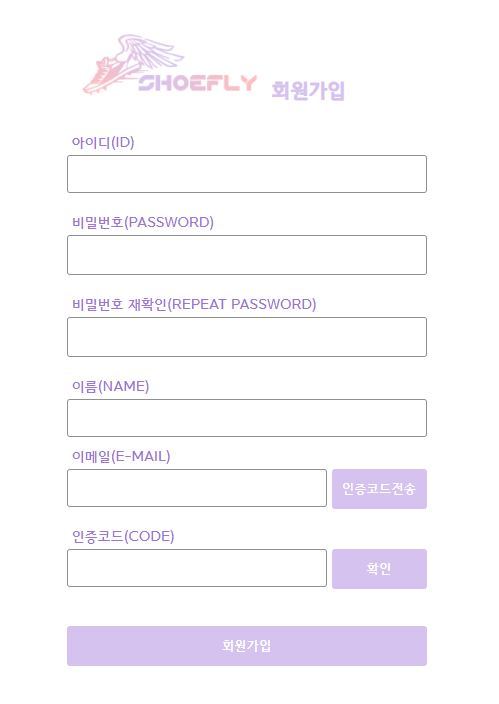 SHOEFLY 회원가입
아이디(ID)
비밀번호(PASSWORD)
비밀번호 재확인(REPEAT PASSWORD)
이름(NAME)
이메일(E-MAIL)
인증코드전송
인증코드(CODE)
확인
회원가입